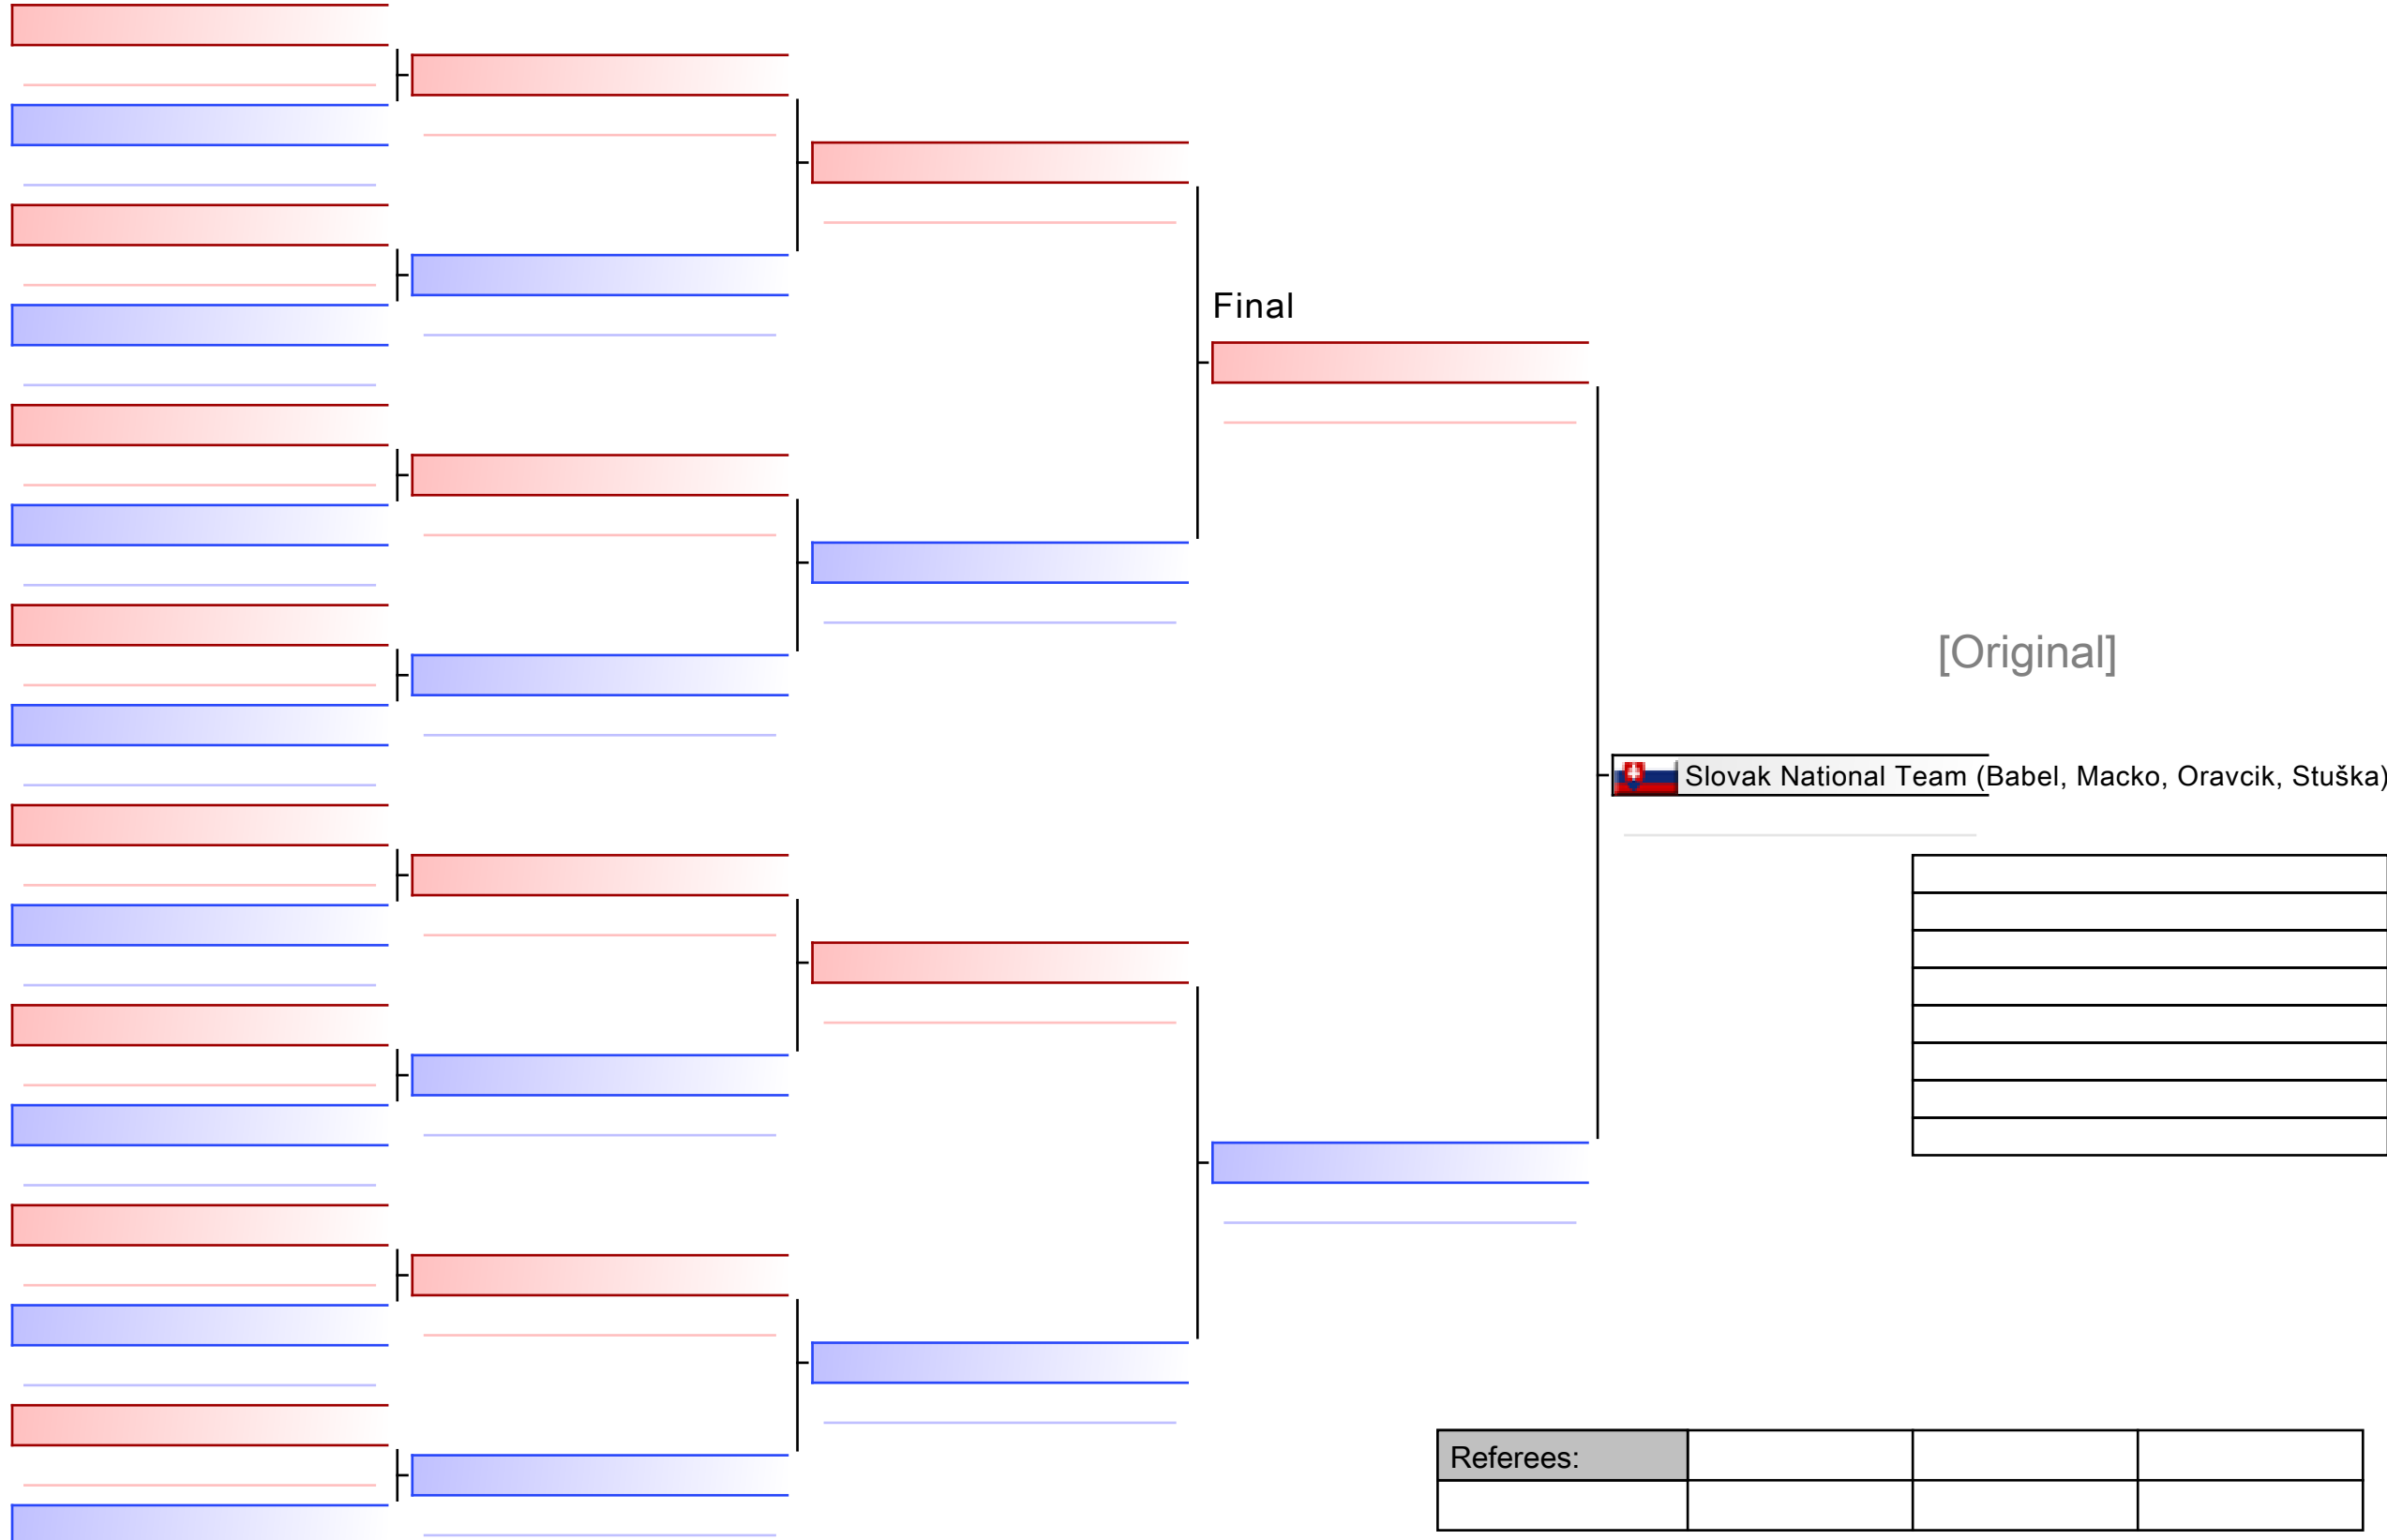 Final
[Original]
Slovak National Team (Babel, Macko, Oravcik, Stuška)
Referees: